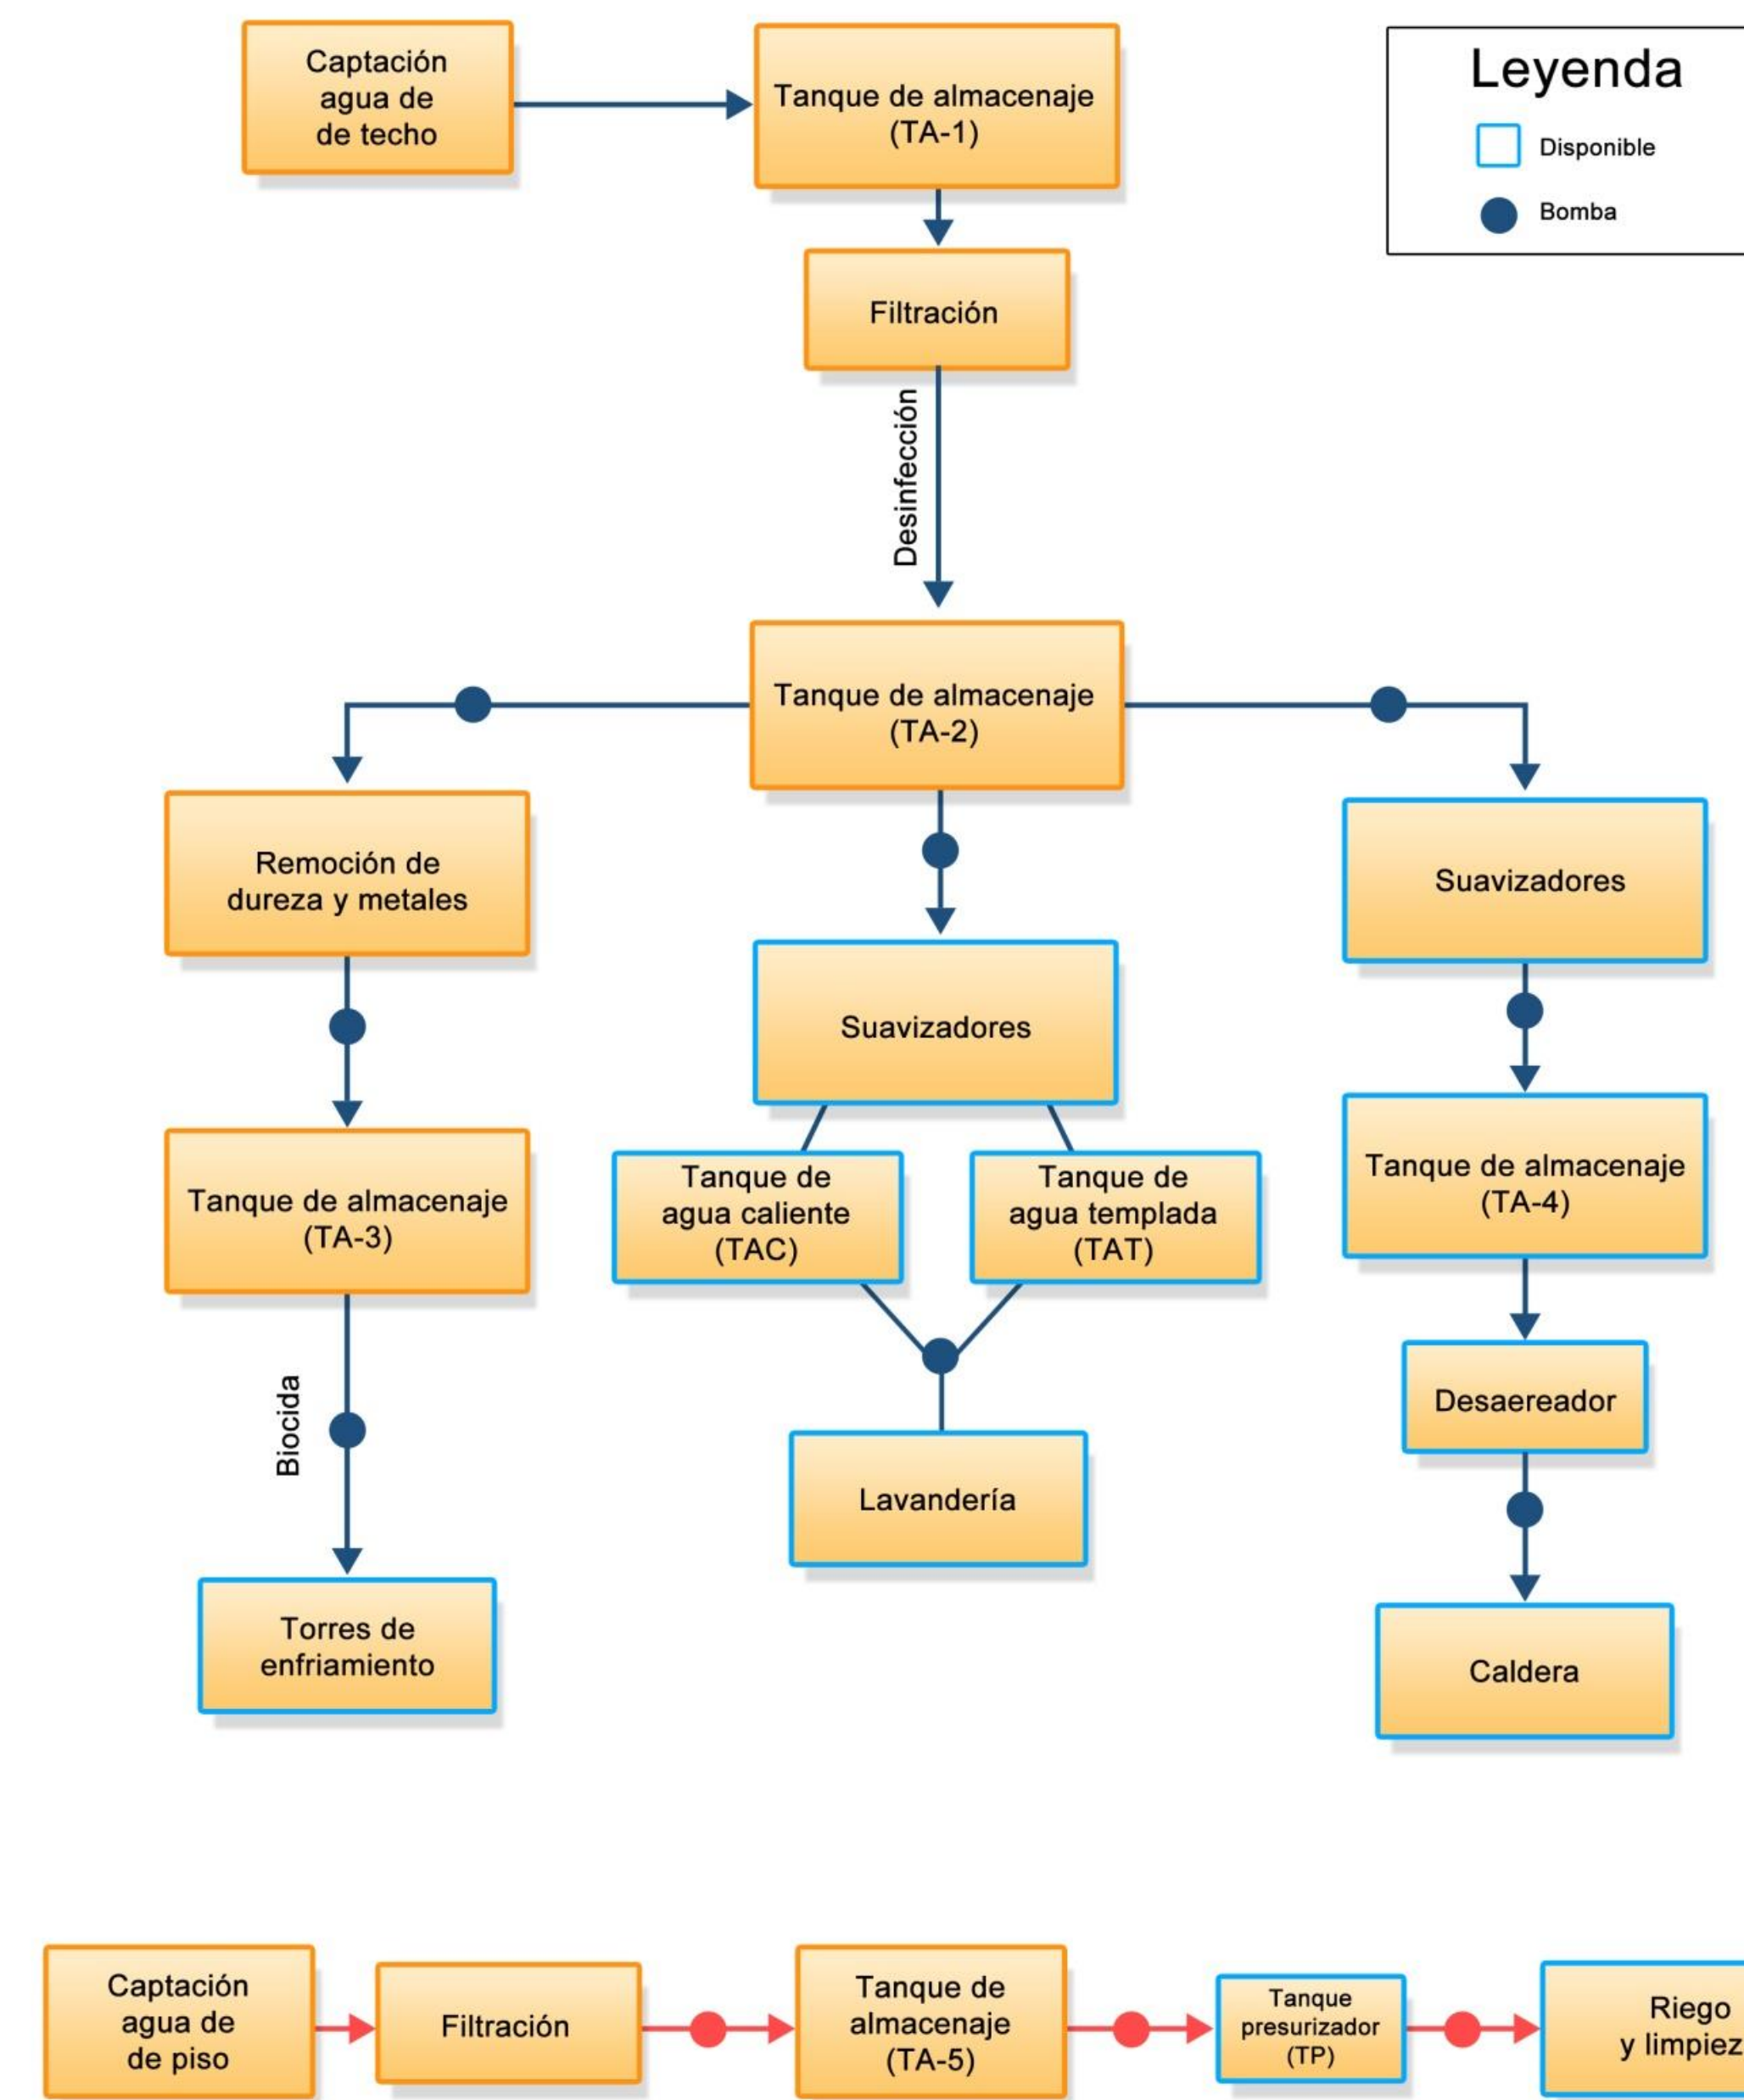 Captación
agua de
de techo
Tanque de almacenaje
(TA-1)
Leyenda
Disponible
Bomba
Filtración
Desinfección
Tanque de almacenaje
(TA-2)
Remoción de
dureza y metales
Suavizadores
Suavizadores
Tanque de almacenaje
(TA-3)
Tanque de
agua caliente
(TAC)
Tanque de
agua templada
(TAT)
Tanque de almacenaje
(TA-4)
Desaereador
Biocida
Lavandería
Torres de
enfriamiento
Caldera
Captación
agua de
de piso
Filtración
Tanque de
almacenaje
(TA-5)
Tanque
presurizador
(TP)
Riego
y limpiez